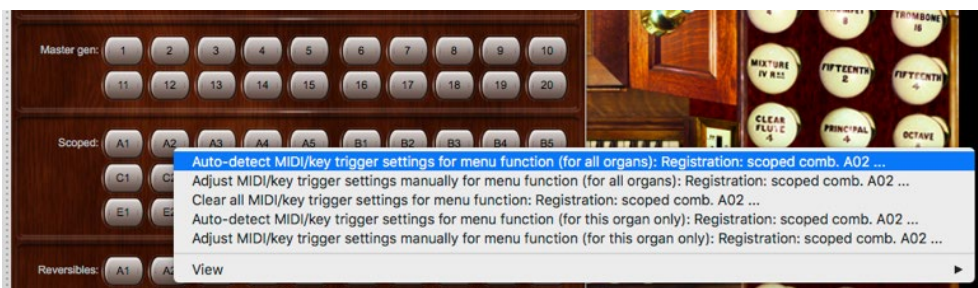 TROMBONE
8
16
Master gen: 1 2 3 4 5 6 7 8 9 10
MIXTURE
IV RKS
FIFTEENTH
2
FIFTEENTH
4
11 12 13 14 15 16 17 18 19 20
CLEAR
FLUTE
4
PRINCIPAL
4
OCTAVE
4
Scoped: A1 A2 A3 A4 A5 B1 B2 B3 B4 B5
Auto-detect MIDI/key trigger settings for menu function (for all organs): Registration: scoped comb. A02 ...
C1
Adjust MIDI/key trigger settings manually for menu function (for all organs): Registration: scoped comb. A02 ...
Clear all MIDI/key trigger settings for menu function: Registration: scoped comb. A02 ...
E1
Auto-detect MIDI/key trigger settings for menu function (for this organ only): Registration: scoped comb. A02 ...
Adjust MIDI/key trigger settings manually for menu function (for this organ only): Registration: scoped comb. A02 ...
Reversibles: A1
View